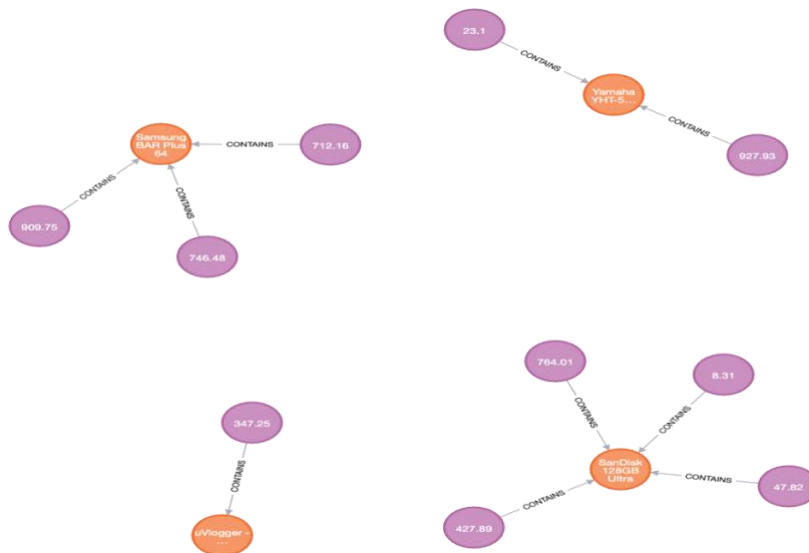 23.1
CONTAINS
Yamaha
YHT-5...
CONTAINS
927.93
Samsung
BAR Plus
64
CONTAINS
712.16
CONTAINS
909.75
CONTAINS
746.48
764.01
8.31
CONTAINS
CONTAINS
347.25
CONTAINS
SanDisk
128GB
Ultra
CONTAINS
47.82
CONTAINS
427.89
uVlogger -
...